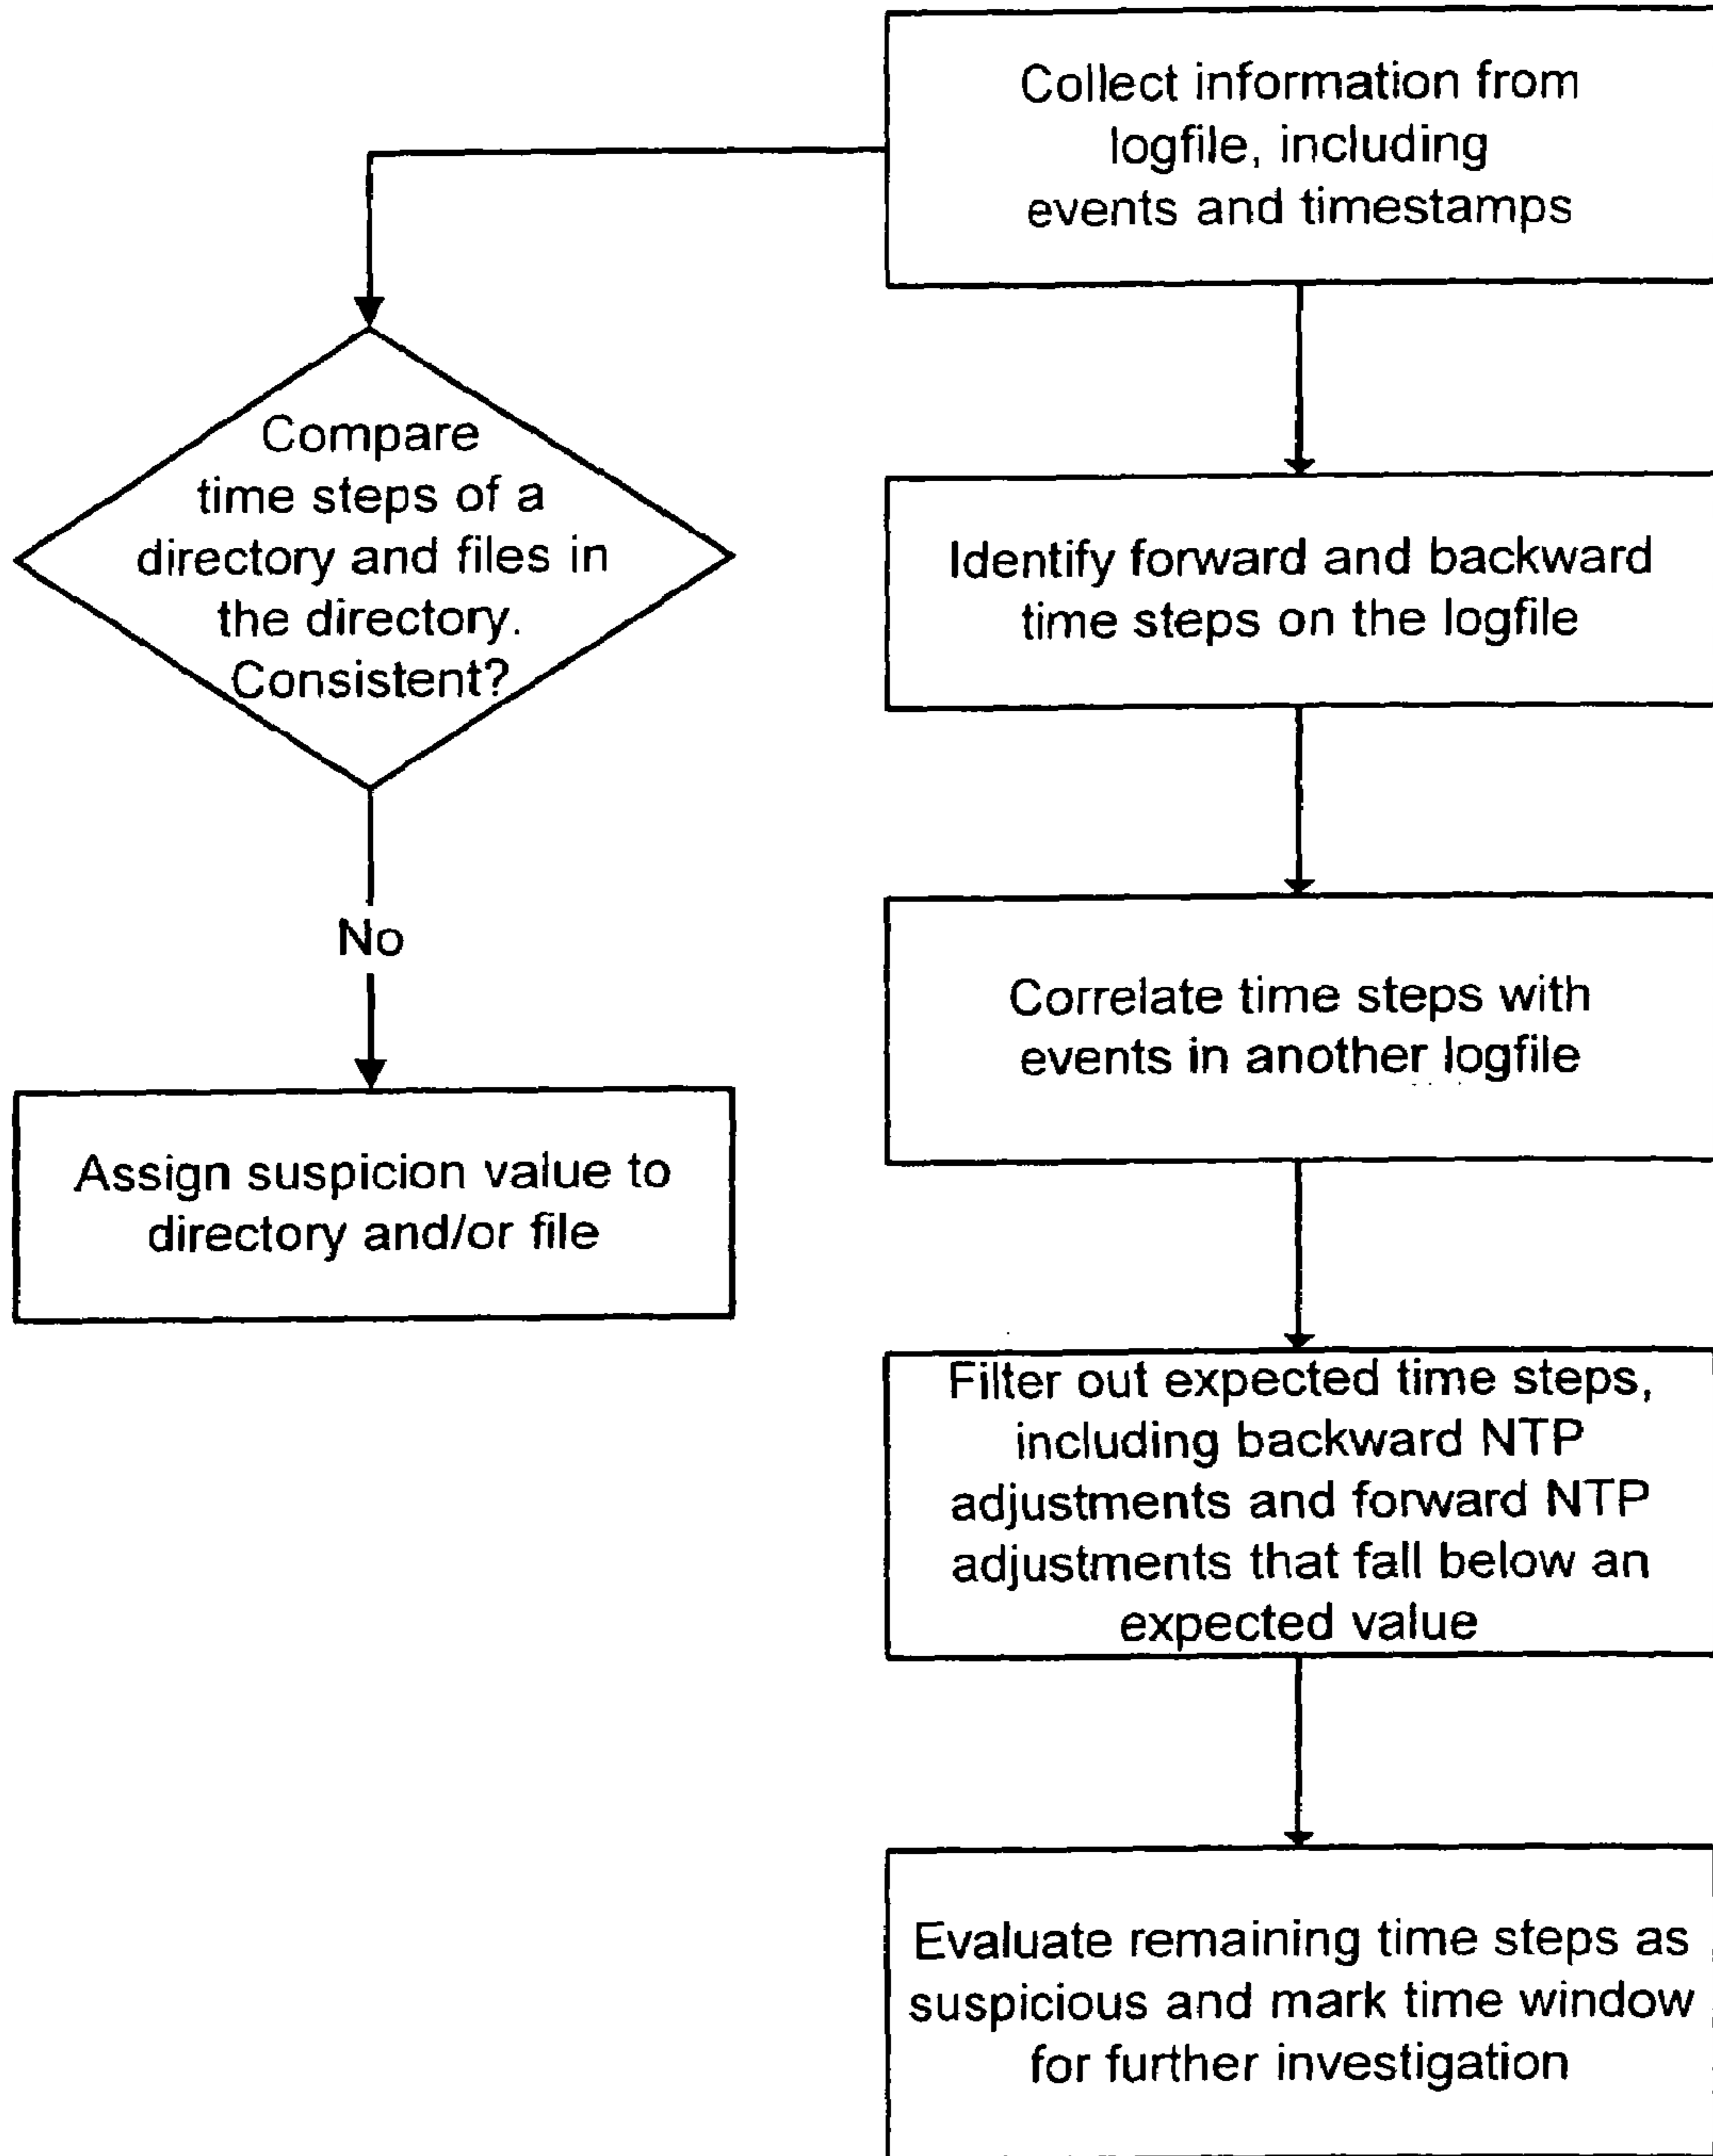 Collect information from
logfile, including
events and timestamps
Compare
time steps of a
directory and files in
the directory.
Consistent?
No
Assign suspicion value to
directory and/or file
Identify forward and backward
time steps on the logfile
Correlate time steps with
events in another logfile
Filter out expected time steps,
including backward NTP
adjustments and forward NTP
adjustments that fall below an
expected value
Evaluate remaining time steps as
suspicious and mark time window
for further investigation